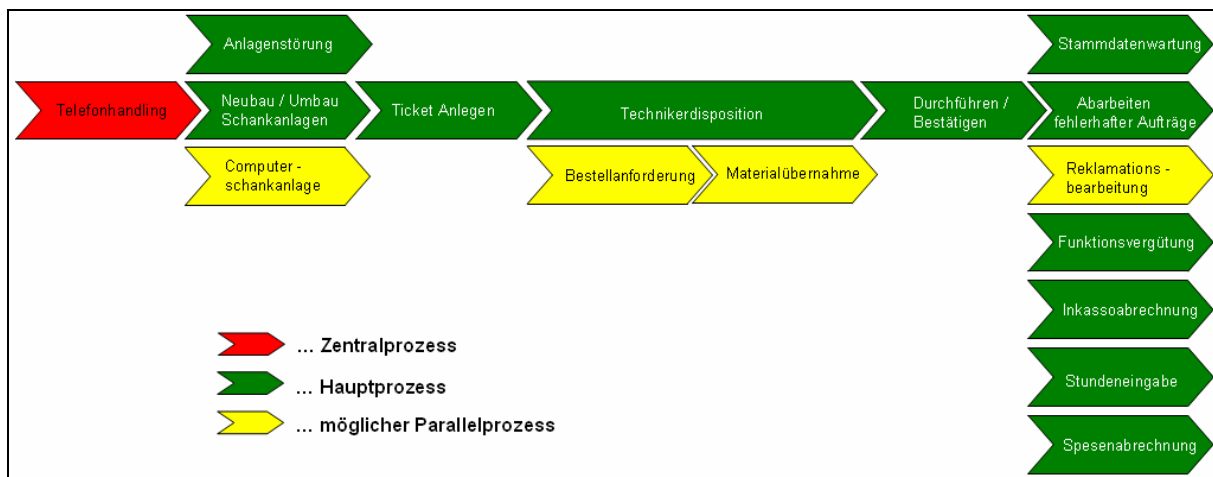 Anlagenstörung
Stammdatenwartung
Telefonhandling
Neubau / Umbau
Schankanlagen
Ticket Anlegen
Technikerdisposition
Durchführen /
Bestätigen
Abarbeiten
fehlerhafter Aufträge
Computer -
schankanlage
Bestellanforderung
Materialübernahme
Reklamations -
bearbeitung
Funktionsvergütung
Inkassoabrechnung
Stundeneingabe
Spesenabrechnung
... Zentralprozess
... Hauptprozess
... möglicher Parallelprozess